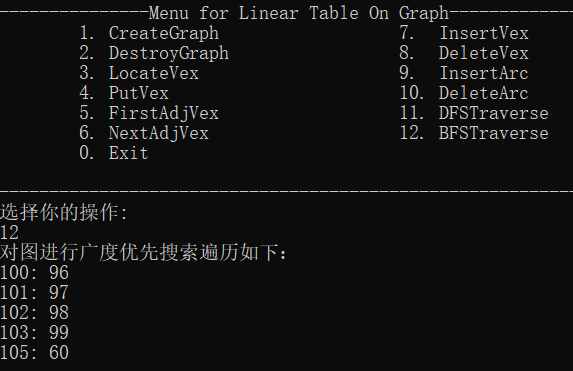 ---------------Menu for Linear Table On Graph-------------
1. CreateGraph 7. InsertVex
2. DestroyGraph 8. DeleteVex
3. LocateVex 9. InsertArc
4. PutVex 10. DeleteArc
5. FirstAdjVex 11. DFSTraverse
6. NextAdjVex 12. BFSTraverse
0. Exit
----------------------------------------------------------
选择你的操作:
12
对图进行广度优先搜索遍历如下：
100: 96
101: 97
102: 98
103: 99
105: 60